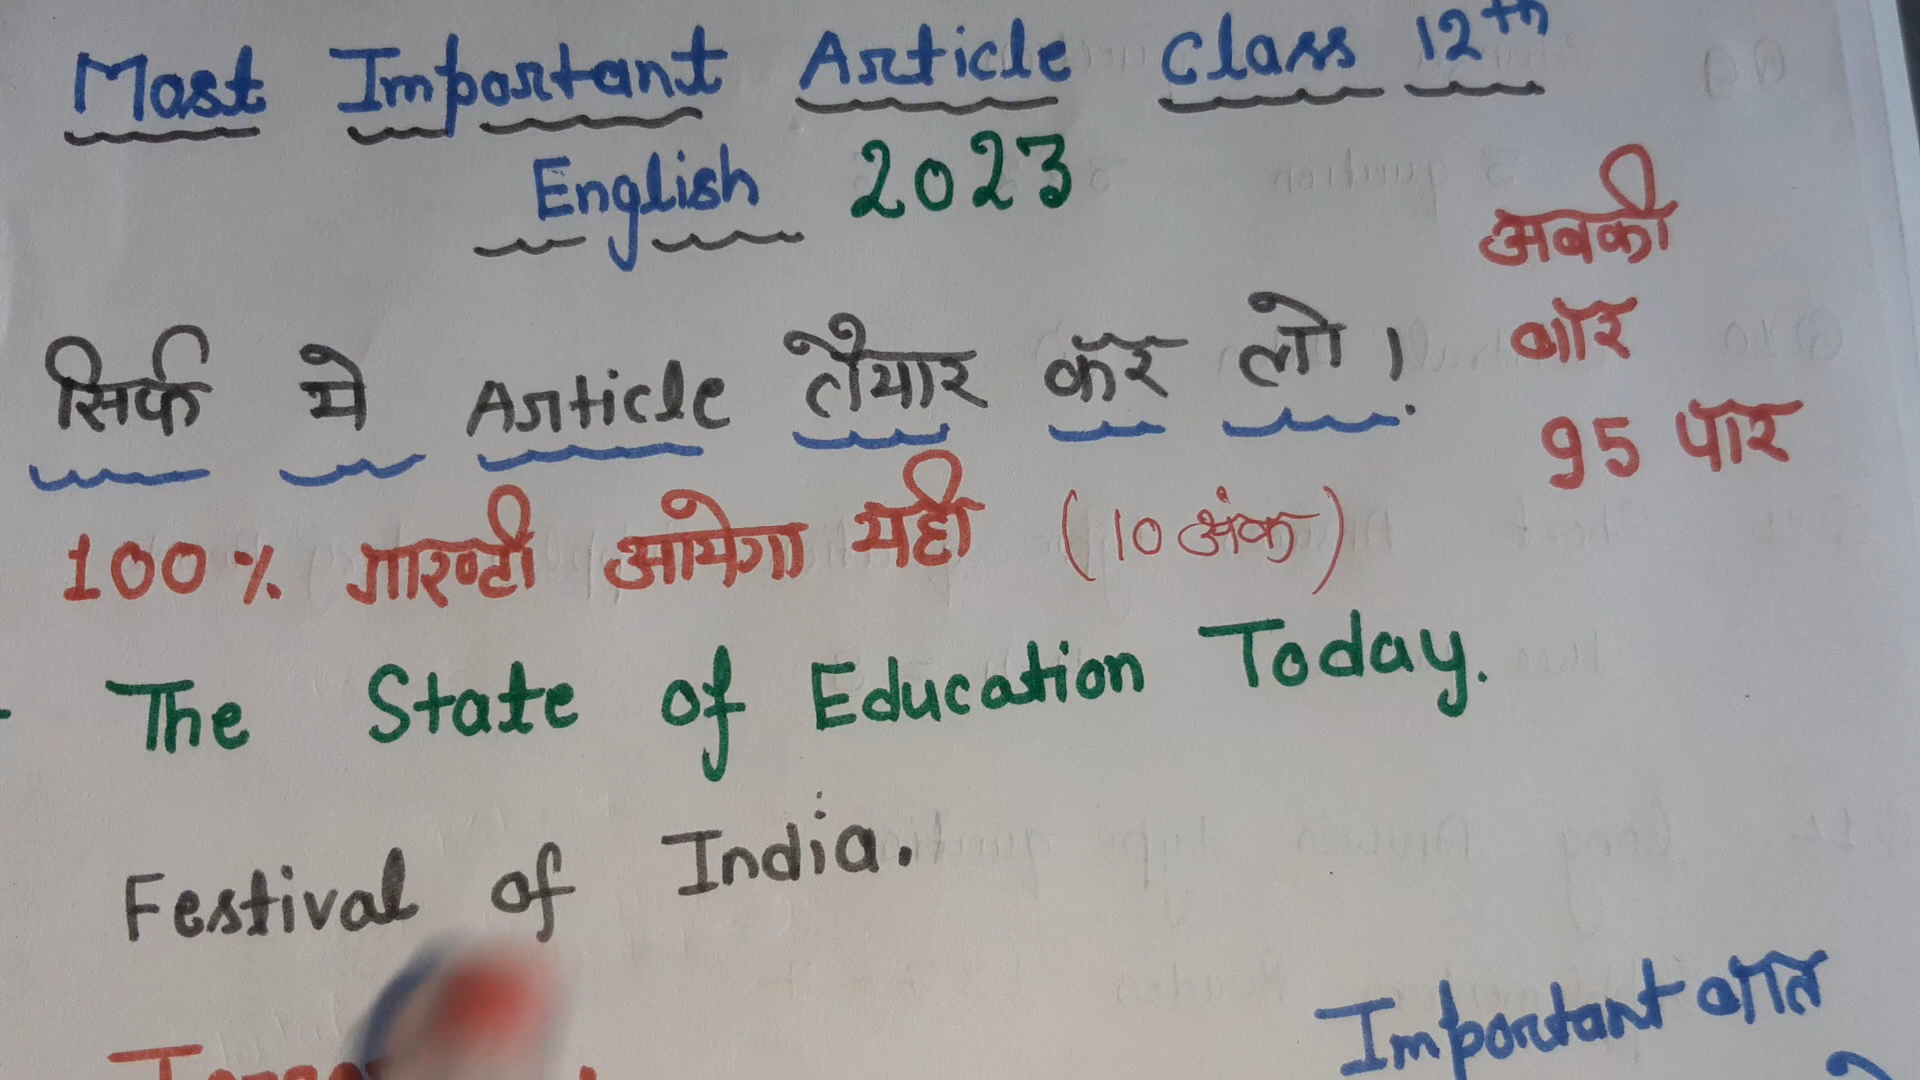 Most Important Article Class 12th
English 2023
अबकी
बार
95 पार
सिर्फ ये Article तैयार कर लो।
100% गारण्टी आयेगा यही (10 अंक)
The State of Education Today.
Festival of India.
Important बात